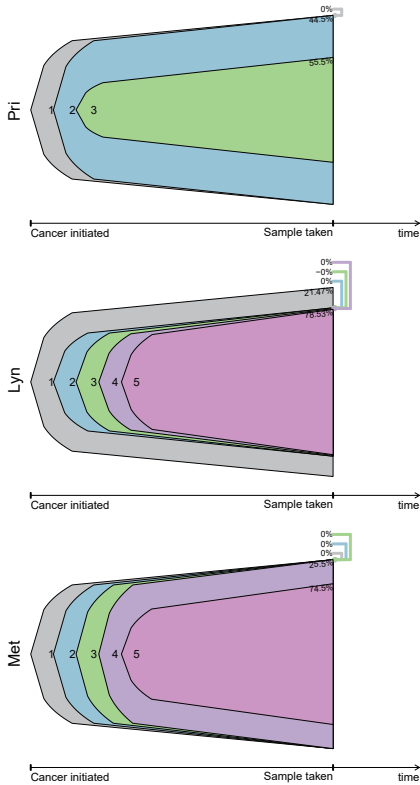 0%
44.5%
55.5%
Pri
1 2 3
Cancer initiated Sample taken time
0%
~0%
0%
21.47%
78.53%
Lyn
1 2 3 4 5
Cancer initiated Sample taken time
0%
0%
0%
25.5%
74.5%
Met
1 2 3 4 5
Cancer initiated Sample taken time